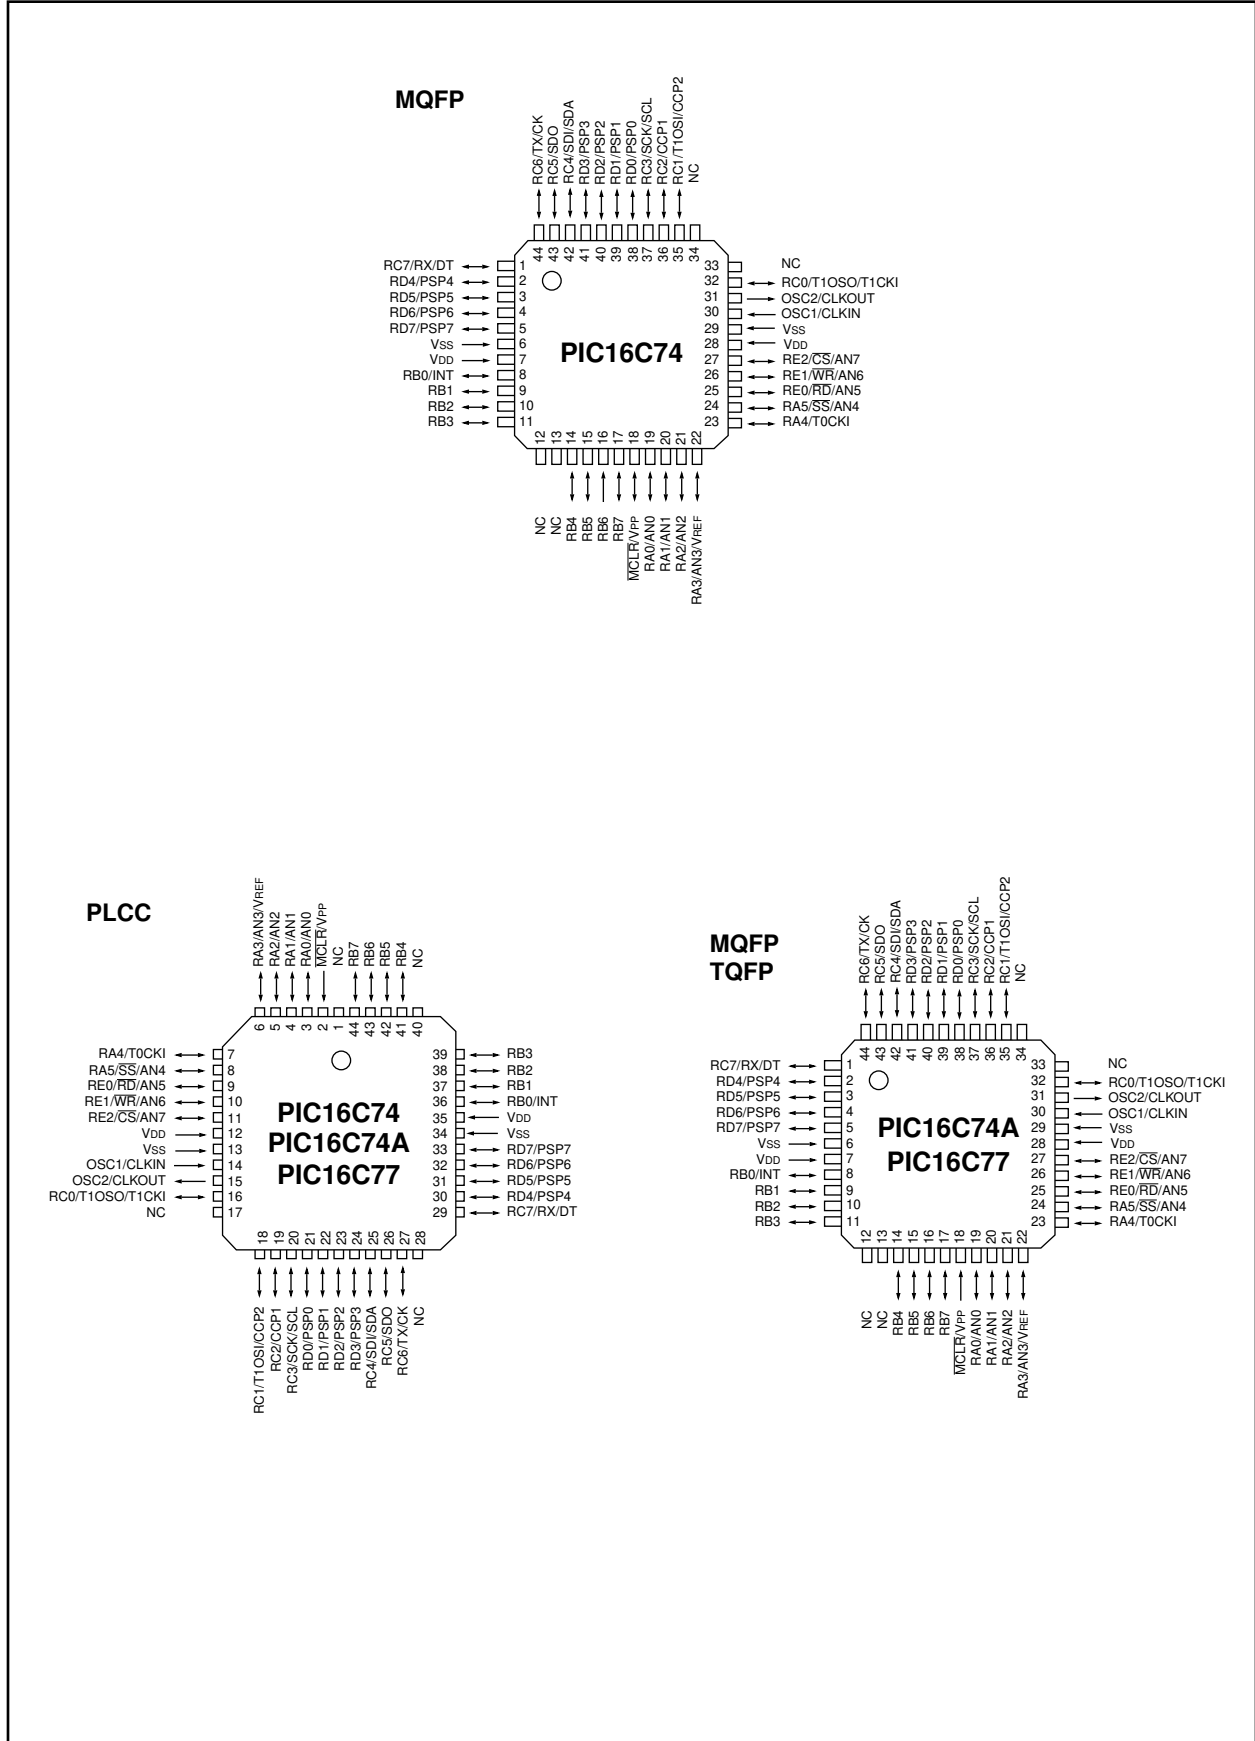 MQFP
RC6/TX/CK
RC5/SDO
RC4/SDI/SDA
RD3/PSP3
RD2/PSP2
RD1/PSP1
RD0/PSP0
RC3/SCK/SCL
RC2/CCP1
RC1/T1OSI/CCP2
NC
44 43 42 41 40 39 38 37 36 35 34
RC7/RX/DT 1
RD4/PSP4 2
RD5/PSP5 3
RD6/PSP6 4
RD7/PSP7 5
VSS 6
VDD 7
RB0/INT 8
RB1 9
RB2 10
RB3 11
PIC16C74
33 NC
32 RC0/T1OSO/T1CKI
31 OSC2/CLKOUT
30 OSC1/CLKIN
29 VSS
28 VDD
27 RE2/CS/AN7
26 RE1/WR/AN6
25 RE0/RD/AN5
24 RA5/SS/AN4
23 RA4/T0CKI
12 13 14 15 16 17 18 19 20 21 22
NC
NC
RB4
RB5
RB6
RB7
MCLR/VPP
RA0/AN0
RA1/AN1
RA2/AN2
RA3/AN3/VREF
PLCC
RA3/AN3/VREF
RA2/AN2
RA1/AN1
RA0/AN0
MCLR/VPP
NC
RB7
RB6
RB5
RB4
NC
6 5 4 3 2 1 44 43 42 41 40
RA4/T0CKI 7
RA5/SS/AN4 8
RE0/RD/AN5 9
RE1/WR/AN6 10
RE2/CS/AN7 11
VDD 12
VSS 13
OSC1/CLKIN 14
OSC2/CLKOUT 15
RC0/T1OSO/T1CKI 16
NC 17
PIC16C74
PIC16C74A
PIC16C77
39 RB3
38 RB2
37 RB1
36 RB0/INT
35 VDD
34 VSS
33 RD7/PSP7
32 RD6/PSP6
31 RD5/PSP5
30 RD4/PSP4
29 RC7/RX/DT
18 19 20 21 22 23 24 25 26 27 28
RC1/T1OSI/CCP2
RC2/CCP1
RC3/SCK/SCL
RD0/PSP0
RD1/PSP1
RD2/PSP2
RD3/PSP3
RC4/SDI/SDA
RC5/SDO
RC6/TX/CK
NC
MQFP
TQFP
RC6/TX/CK
RC5/SDO
RC4/SDI/SDA
RD3/PSP3
RD2/PSP2
RD1/PSP1
RD0/PSP0
RC3/SCK/SCL
RC2/CCP1
RC1/T1OSI/CCP2
NC
44 43 42 41 40 39 38 37 36 35 34
RC7/RX/DT 1
RD4/PSP4 2
RD5/PSP5 3
RD6/PSP6 4
RD7/PSP7 5
VSS 6
VDD 7
RB0/INT 8
RB1 9
RB2 10
RB3 11
PIC16C74A
PIC16C77
33 NC
32 RC0/T1OSO/T1CKI
31 OSC2/CLKOUT
30 OSC1/CLKIN
29 VSS
28 VDD
27 RE2/CS/AN7
26 RE1/WR/AN6
25 RE0/RD/AN5
24 RA5/SS/AN4
23 RA4/T0CKI
12 13 14 15 16 17 18 19 20 21 22
NC
NC
RB4
RB5
RB6
RB7
MCLR/VPP
RA0/AN0
RA1/AN1
RA2/AN2
RA3/AN3/VREF